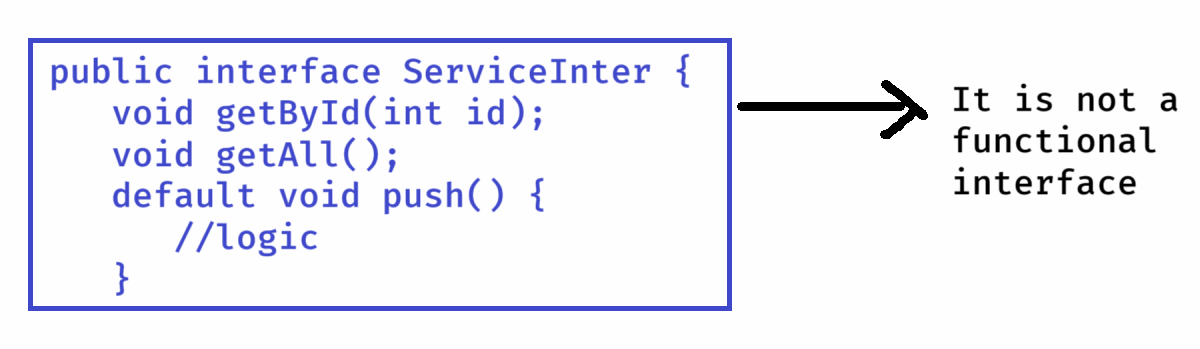 public interface ServiceInter {
void getById(int id);
void getAll();
default void push() {
//logic
}
It is not a
functional
interface